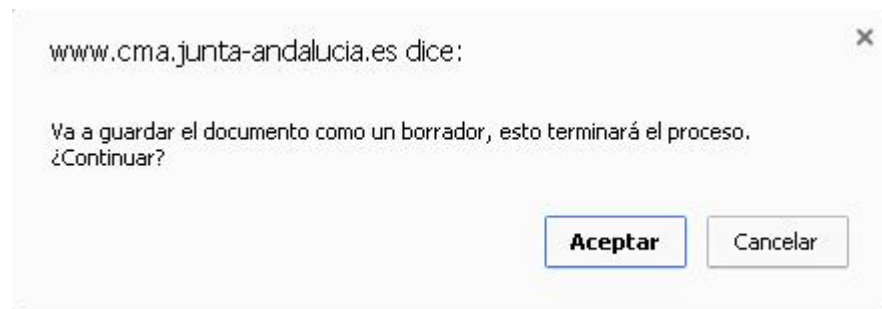 www.cma.junta-andalucia.es dice:
Va a guardar el documento como un borrador, esto terminará el proceso.
¿Continuar?
Aceptar
Cancelar